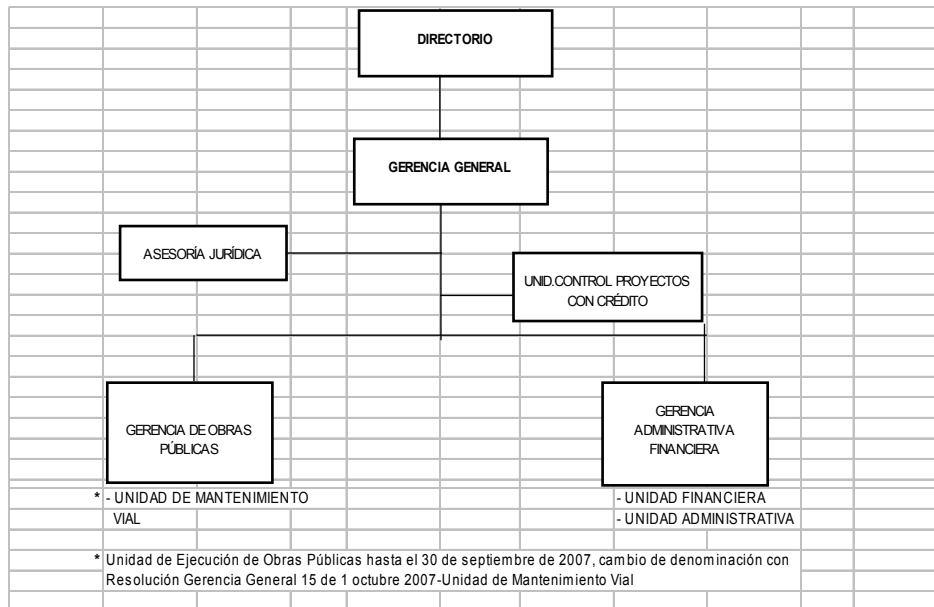 DIRECTORIO
GERENCIA GENERAL
ASESORÍA JURÍDICA
UNID.CONTROL PROYECTOS
CON CRÉDITO
GERENCIA DE OBRAS
PÚBLICAS
GERENCIA
ADMINISTRATIVA
FINANCIERA
* - UNIDAD DE MANTENIMIENTO
VIAL
- UNIDAD FINANCIERA
- UNIDAD ADMINISTRATIVA
* Unidad de Ejecución de Obras Públicas hasta el 30 de septiembre de 2007, cambio de denominación con
Resolución Gerencia General 15 de 1 octubre 2007-Unidad de Mantenimiento Vial